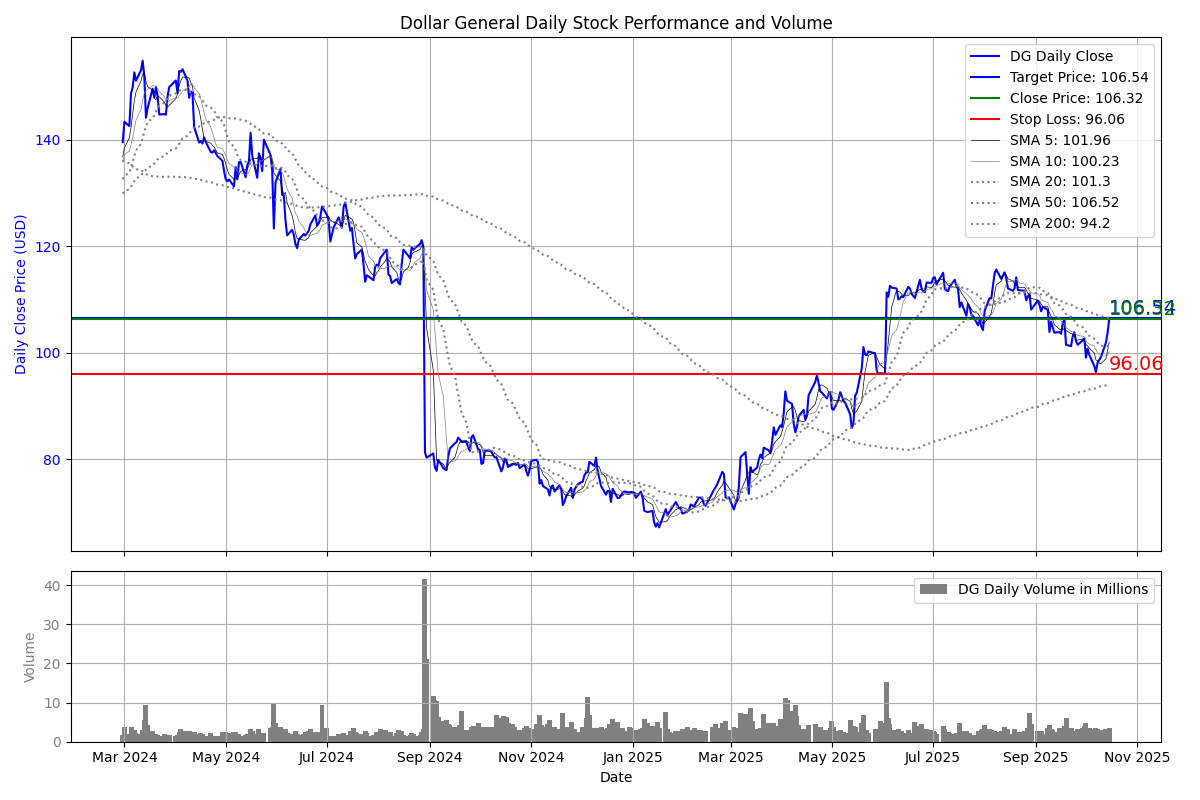 Dollar General Daily Stock Performance and Volume
Daily Close Price (USD)
140
120
100
80
DG Daily Close
Target Price: 106.54
Close Price: 106.32
Stop Loss: 96.06
SMA 5: 101.96
SMA 10: 100.23
SMA 20: 101.3
SMA 50: 106.52
SMA 200: 94.2
106.54
106.32
96.06
Volume
40
30
20
10
0
DG Daily Volume in Millions
Mar 2024 May 2024 Jul 2024 Sep 2024 Nov 2024 Jan 2025 Mar 2025 May 2025 Jul 2025 Sep 2025 Nov 2025
Date